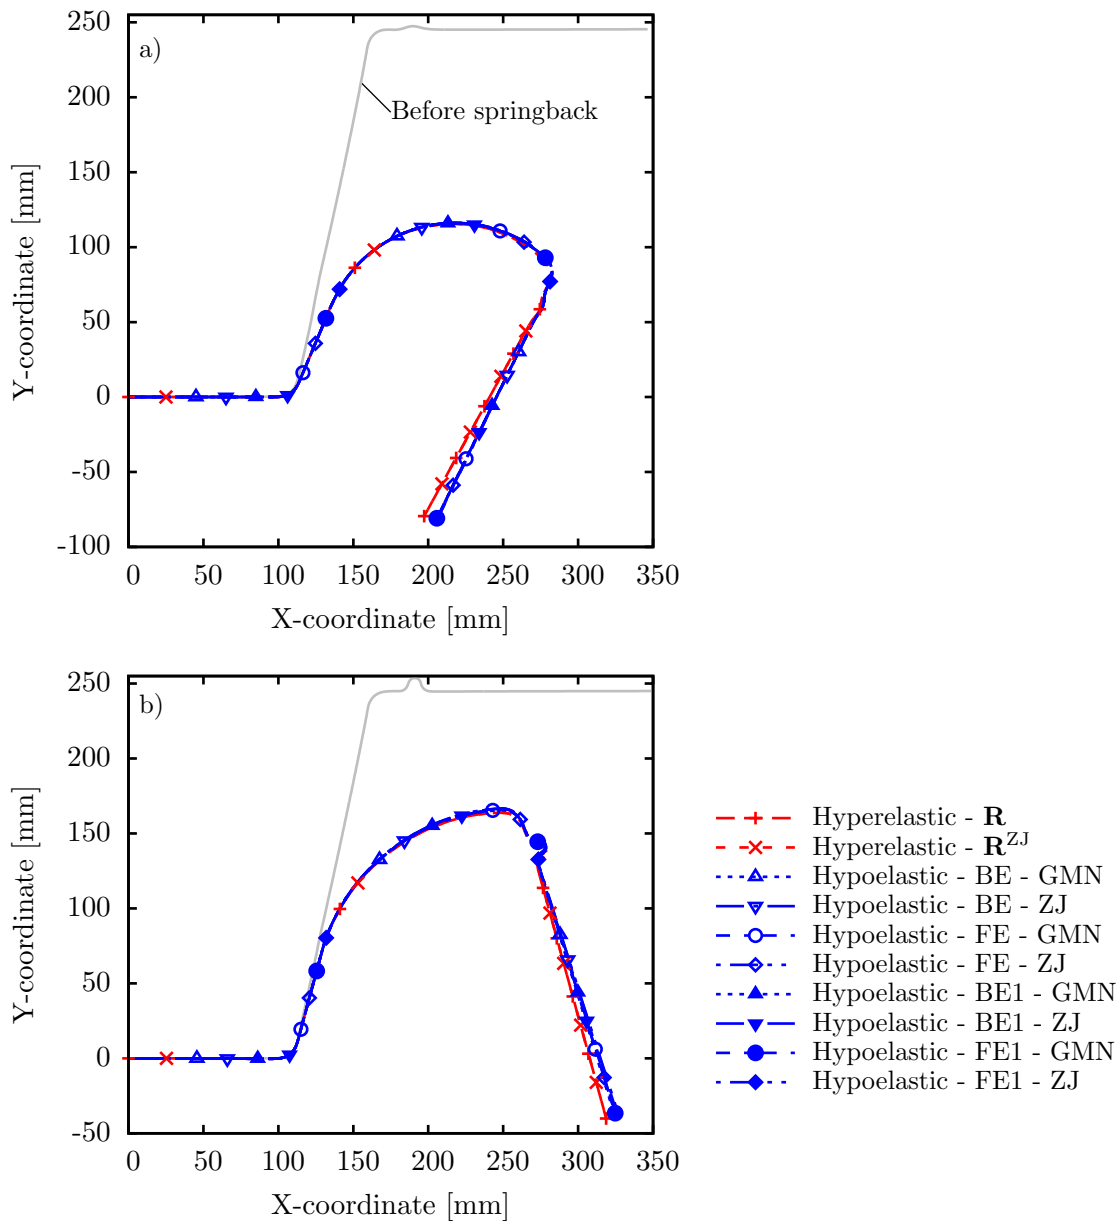 250
200
150
100
50
0
-50
-100
Y-coordinate [mm]
a)
Before springback
0 50 100 150 200 250 300 350
X-coordinate [mm]
250
200
150
100
50
0
-50
Y-coordinate [mm]
b)
0 50 100 150 200 250 300 350
X-coordinate [mm]
Hyperelastic - R
Hyperelastic - R^ZJ
Hypoelastic - BE - GMN
Hypoelastic - BE - ZJ
Hypoelastic - FE - GMN
Hypoelastic - FE - ZJ
Hypoelastic - BE1 - GMN
Hypoelastic - BE1 - ZJ
Hypoelastic - FE1 - GMN
Hypoelastic - FE1 - ZJ